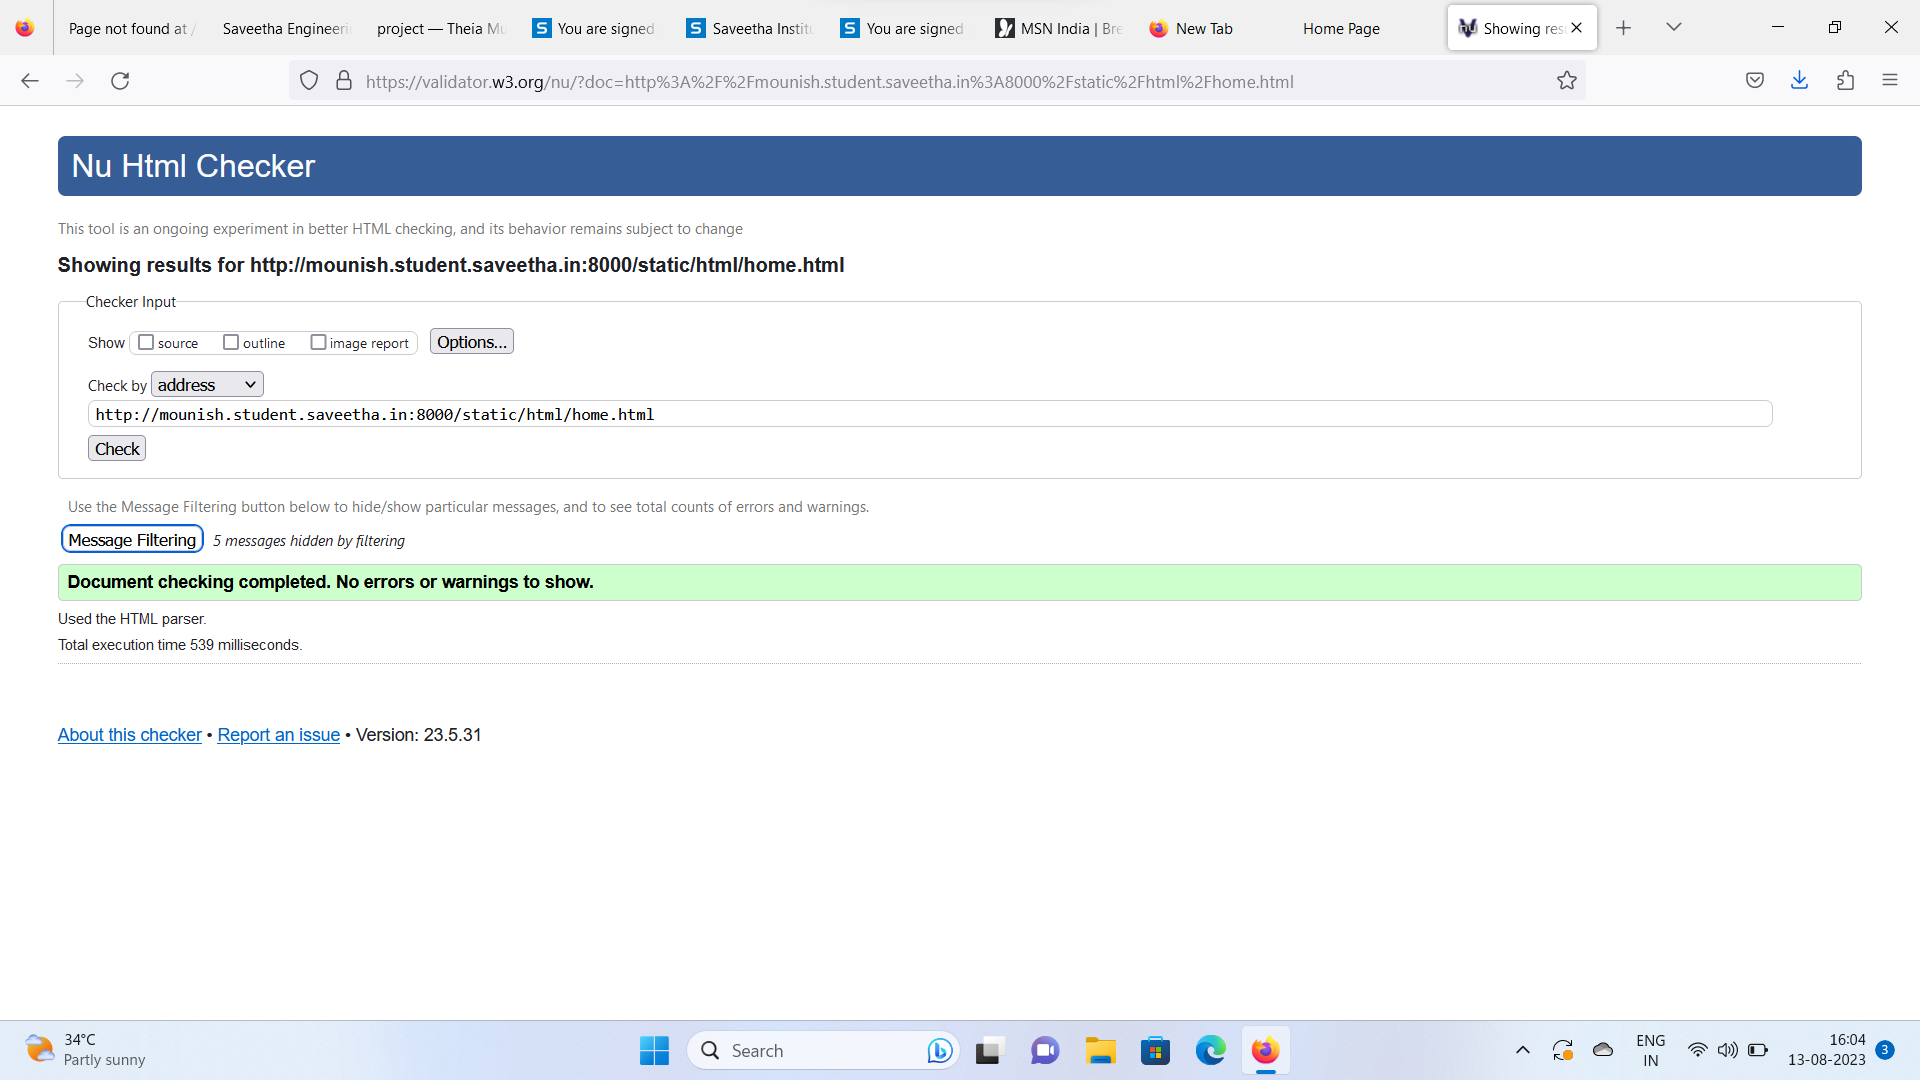 Page not found at /
Saveetha Engineeri
project — Theia Mu
You are signed
Saveetha Institu
You are signed
MSN India | Bre
New Tab
Home Page
Showing res
https://validator.w3.org/nu/?doc=http%3A%2F%2Fmounish.student.saveetha.in%3A8000%2Fstatic%2Fhtml%2Fhome.html
Nu Html Checker
This tool is an ongoing experiment in better HTML checking, and its behavior remains subject to change
Showing results for http://mounish.student.saveetha.in:8000/static/html/home.html
Checker Input
Show source outline image report Options...
Check by address
http://mounish.student.saveetha.in:8000/static/html/home.html
Check
Use the Message Filtering button below to hide/show particular messages, and to see total counts of errors and warnings.
Message Filtering 5 messages hidden by filtering
Document checking completed. No errors or warnings to show.
Used the HTML parser.
Total execution time 539 milliseconds.
About this checker • Report an issue • Version: 23.5.31
34°C
Partly sunny
Search
ENG
IN
16:04
13-08-2023
3